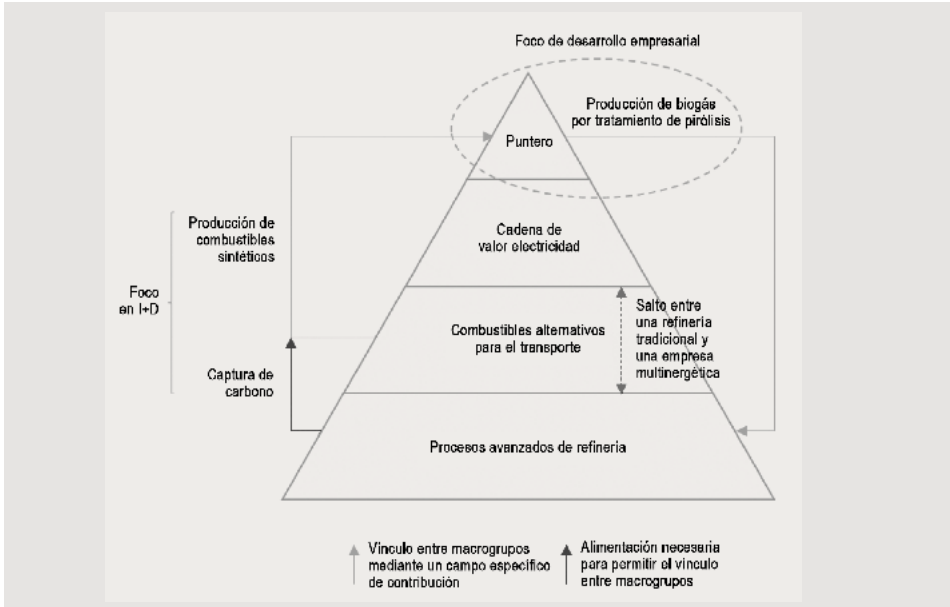 Foco de desarrollo empresarial
Producción de biogás
por tratamiento de pirólisis
Puntero
Cadena de
valor electricidad
Producción de
combustibles
sintéticos
Foco
en I+D
Captura de
carbono
Combustibles alternativos
para el transporte
Salto entre
una refinería
tradicional y
una empresa
multinergética
Procesos avanzados de refinería
Vínculo entre macrogrupos
mediante un campo específico
de contribución
Alimentación necesaria
para permitir el vínculo
entre macrogrupos